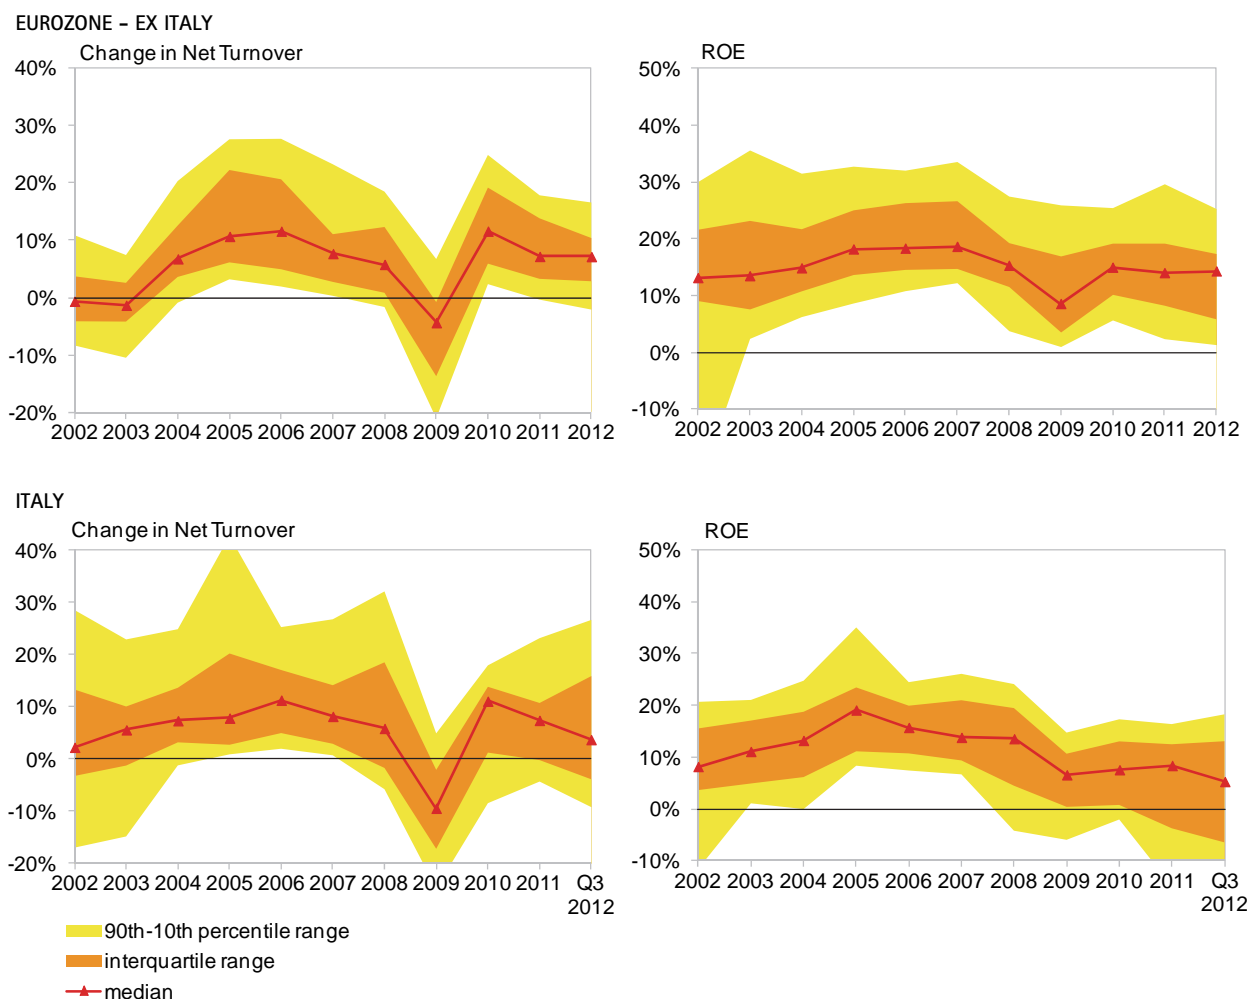 EUROZONE – EX ITALY
Change in Net Turnover
40%
30%
20%
10%
0%
-10%
-20%
2002 2003 2004 2005 2006 2007 2008 2009 2010 2011 2012
ROE
50%
40%
30%
20%
10%
0%
-10%
2002 2003 2004 2005 2006 2007 2008 2009 2010 2011 2012
ITALY
Change in Net Turnover
40%
30%
20%
10%
0%
-10%
-20%
2002 2003 2004 2005 2006 2007 2008 2009 2010 2011 Q3
2012
ROE
50%
40%
30%
20%
10%
0%
-10%
2002 2003 2004 2005 2006 2007 2008 2009 2010 2011 Q3
2012
90th-10th percentile range
interquartile range
median